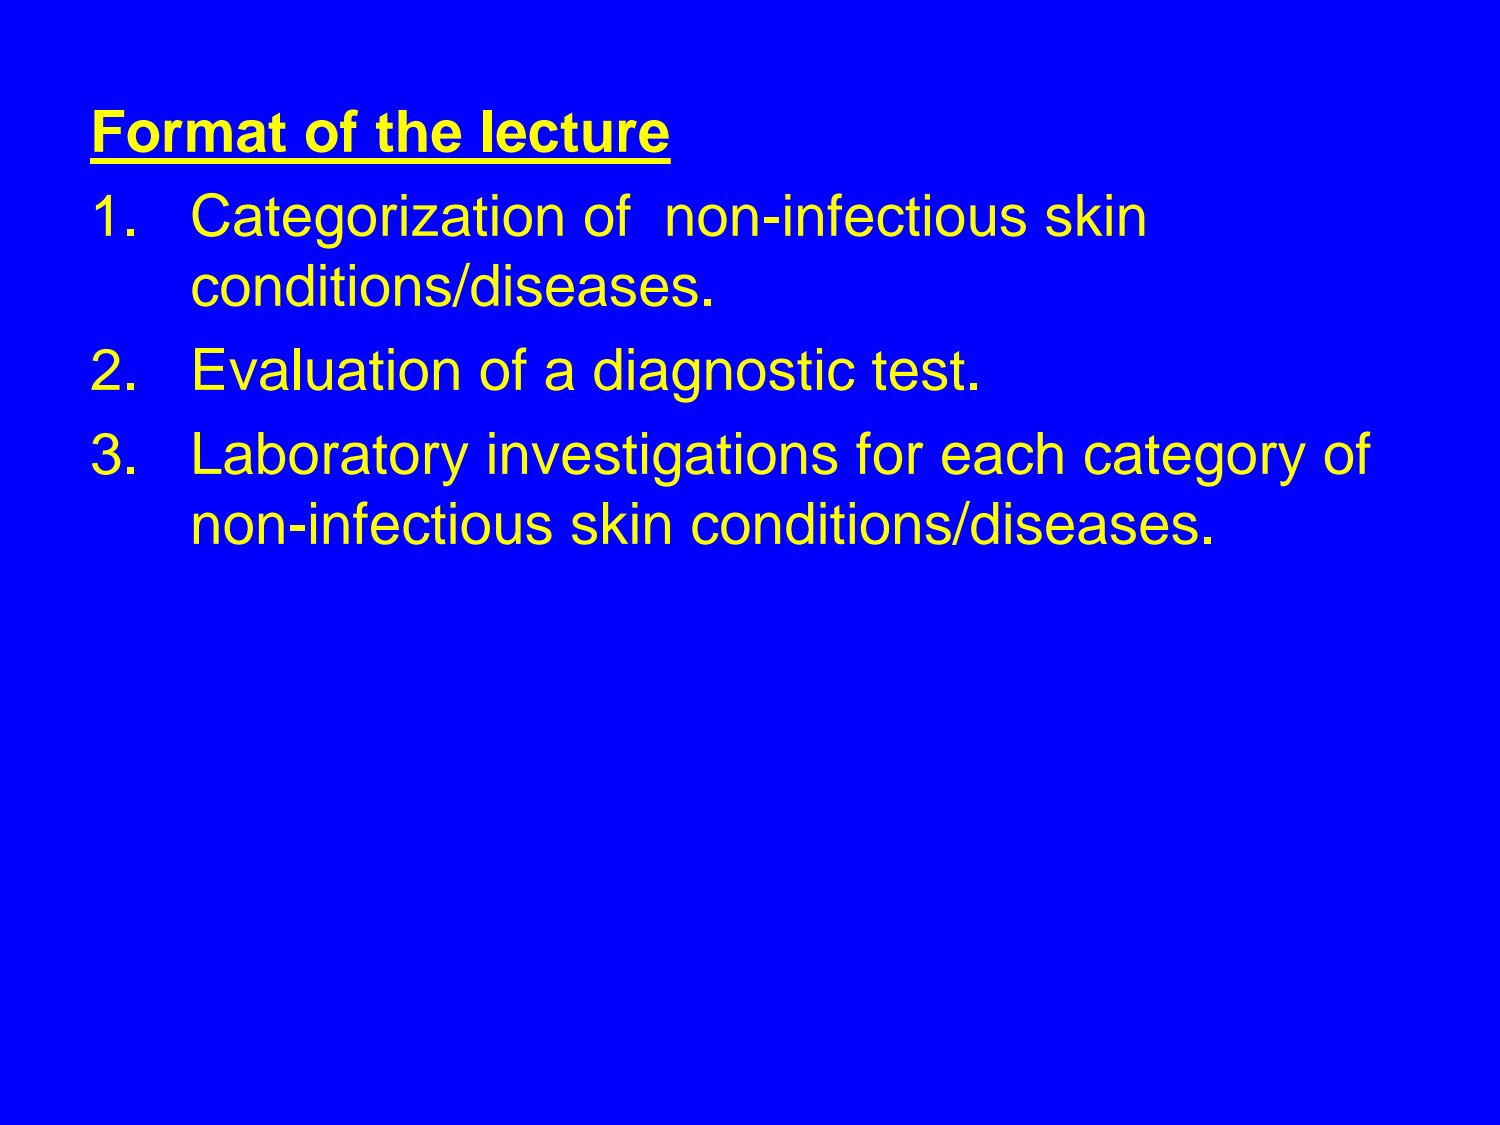 Format of the lecture
1. Categorization of  non-infectious skin
conditions/diseases.
2. Evaluation of a diagnostic test.
3. Laboratory investigations for each category of
non-infectious skin conditions/diseases.